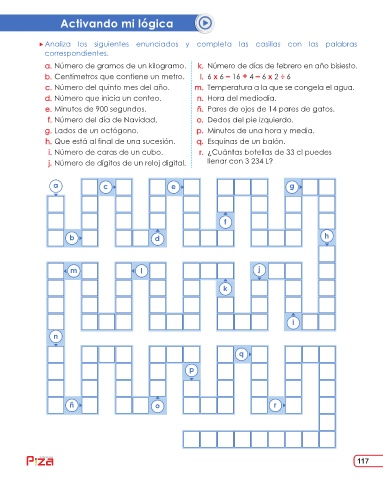 Activando mi lógica
Analiza los siguientes enunciados y completa las casillas con las palabras
correspondientes.
a. Número de gramos de un kilogramo.
b. Centímetros que contiene un metro.
c. Número del quinto mes del año.
d. Número que inicia un conteo.
e. Minutos de 900 segundos.
f. Número del día de Navidad.
g. Lados de un octágono.
h. Que está al final de una sucesión.
i. Número de caras de un cubo.
j. Número de dígitos de un reloj digital.
k. Número de días de febrero en año bisiesto.
l. 6 x 6 – 16 + 4 – 6 x 2 ÷ 6
m. Temperatura a la que se congela el agua.
n. Hora del mediodía.
ñ. Pares de ojos de 14 pares de gatos.
o. Dedos del pie izquierdo.
p. Minutos de una hora y media.
q. Esquinas de un balón.
r. ¿Cuántas botellas de 33 cl puedes
llenar con 3 234 L?
a c e g
f
b d h
m l j
k
i
n
q
p
ñ o r
117